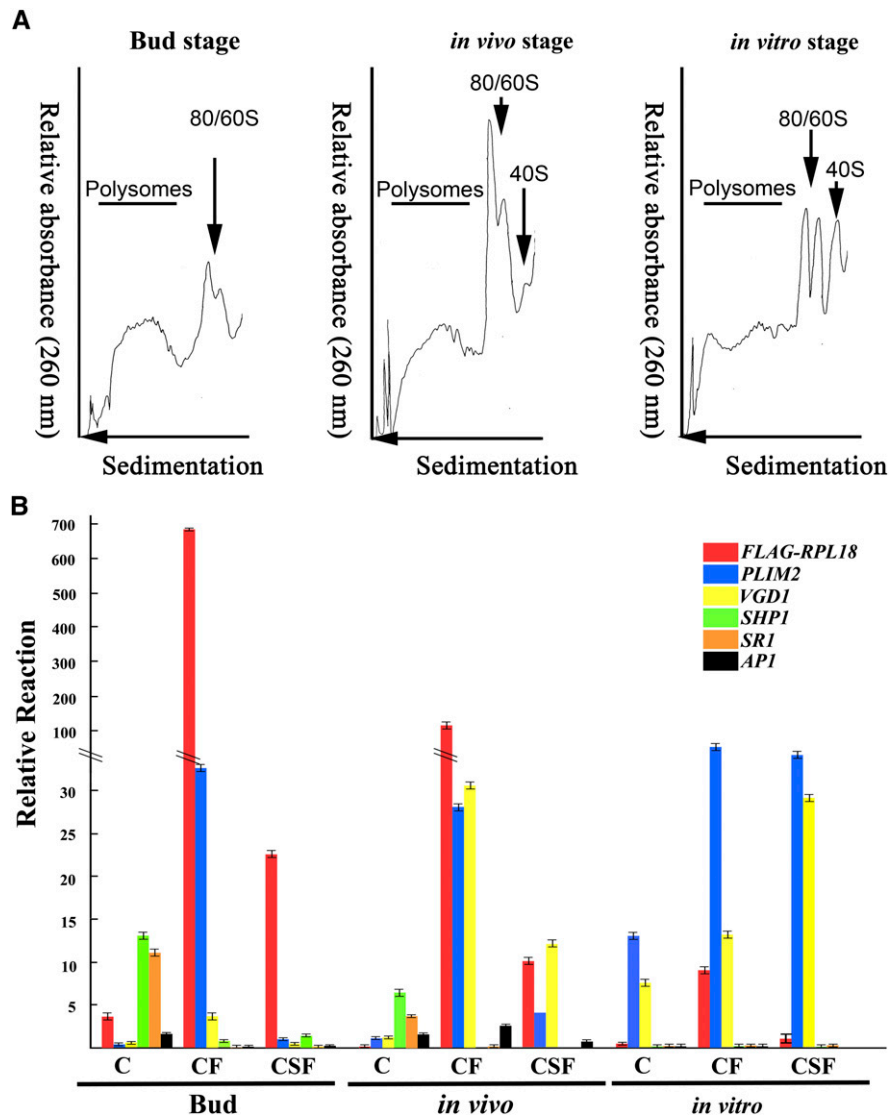 A
Bud stage
in vivo stage
in vitro stage
Relative absorbance (260 nm)
80/60S
Polysomes
Sedimentation
Relative absorbance (260 nm)
80/60S
40S
Polysomes
Sedimentation
Relative absorbance (260 nm)
80/60S
40S
Polysomes
Sedimentation
B
Relative Reaction
700
600
500
400
300
200
100
30
25
20
15
10
5
FLAG-RPL18
PLIM2
VGD1
SHP1
SR1
AP1
C CF CSF C CF CSF C CF CSF
Bud in vivo in vitro